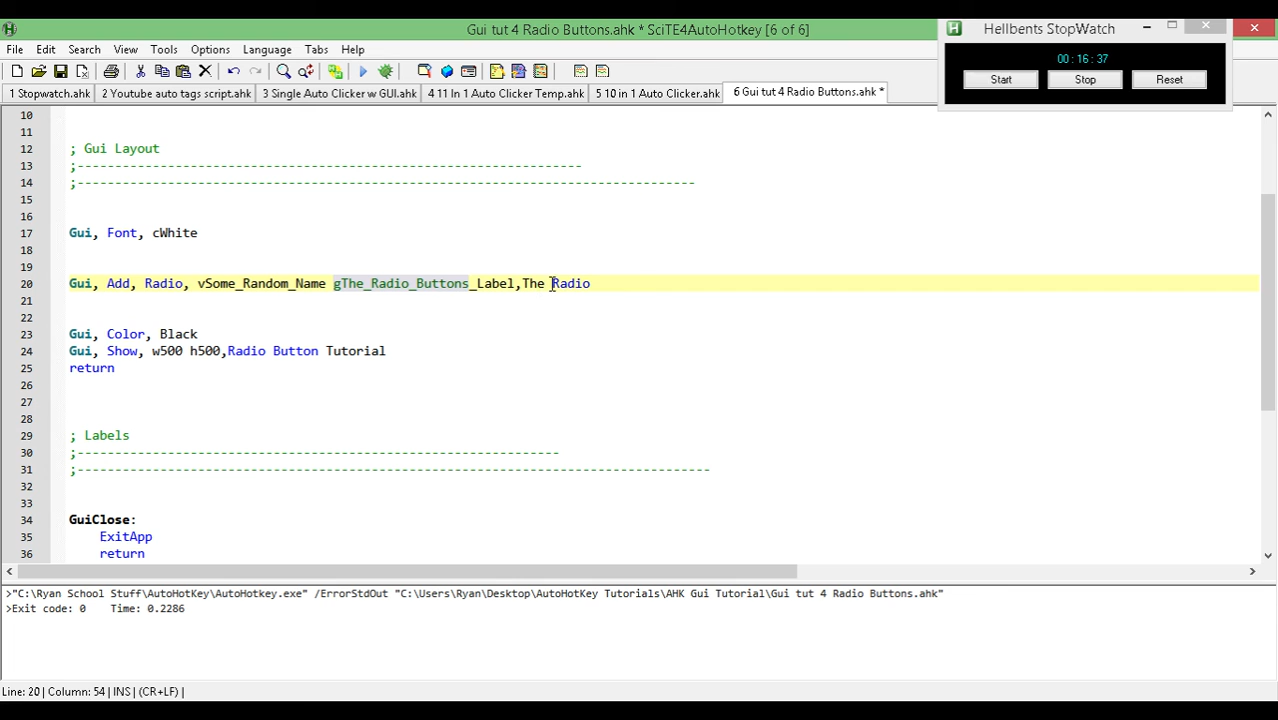 Gui tut 4 Radio Buttons.ahk * SciTE4AutoHotkey [6 of 6]
Hellbents StopWatch
File Edit Search View Tools Options Language Tabs Help
00:16:37
Start Stop Reset
1 Stopwatch.ahk 2 Youtube auto tags script.ahk 3 Single Auto Clicker w GUI.ahk 4 11 In 1 Auto Clicker Temp.ahk 5 10 in 1 Auto Clicker.ahk 6 Gui tut 4 Radio Buttons.ahk *
10
11
12 ; Gui Layout
13 ;-------------------------------------------------------------------
14 ;----------------------------------------------------------------------------------
15
16
17 Gui, Font, cWhite
18
19
20 Gui, Add, Radio, vSome_Random_Name gThe_Radio_Buttons_Label,The Radio
21
22
23 Gui, Color, Black
24 Gui, Show, w500 h500,Radio Button Tutorial
25 return
26
27
28
29 ; Labels
30 ;----------------------------------------------------------------
31 ;------------------------------------------------------------------------------------
32
33
34 GuiClose:
35 ExitApp
36 return
>"C:\Ryan School Stuff\AutoHotkey\AutoHotkey.exe" /ErrorStdOut "C:\Users\Ryan\Desktop\AutoHotKey Tutorials\AHK Gui Tutorial\Gui tut 4 Radio Buttons.ahk"
>Exit code: 0 Time: 0.2286
Line: 20 | Column: 54 | INS | (CR+LF) |